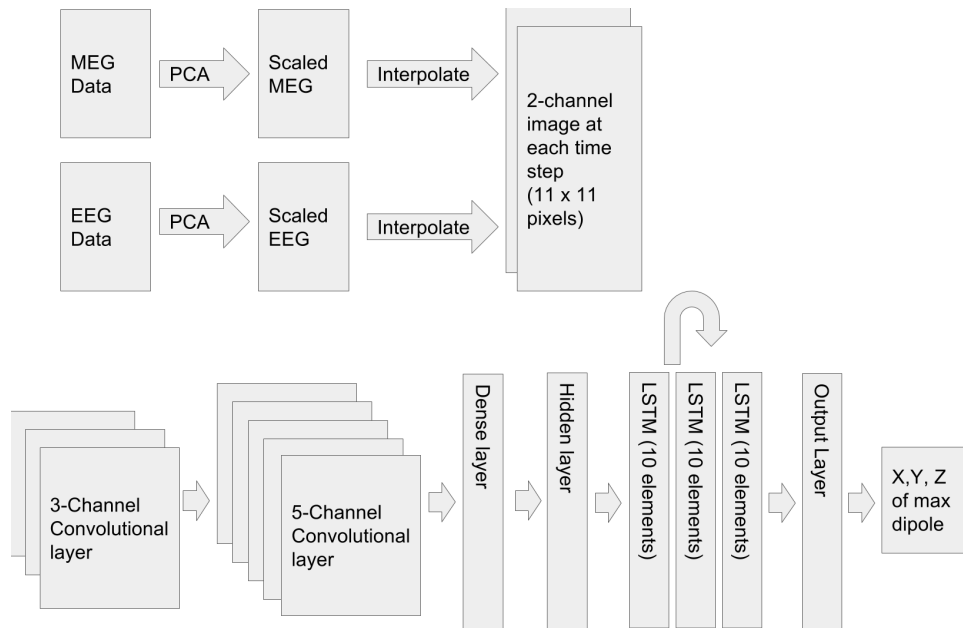 MEG
Data
PCA
Scaled
MEG
Interpolate
2-channel
image at
each time
step
(11 x 11
pixels)
EEG
Data
PCA
Scaled
EEG
Interpolate
3-Channel
Convolutional
layer
5-Channel
Convolutional
layer
Dense layer
Hidden layer
LSTM (10 elements)
LSTM (10 elements)
LSTM (10 elements)
Output Layer
X,Y, Z
of max
dipole